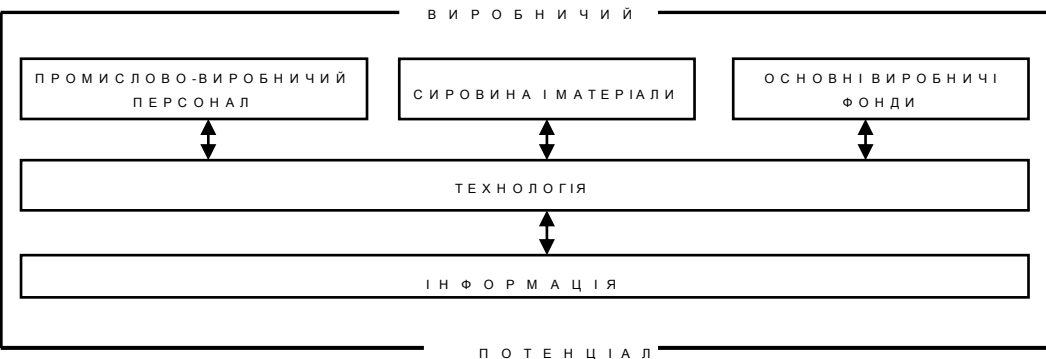 ВИРОБНИЧИЙ
ПРОМИСЛОВО-ВИРОБНИЧИЙ
ПЕРСОНАЛ
СИРОВИНА І МАТЕРІАЛИ
ОСНОВНІ ВИРОБНИЧІ
ФОНДИ
ТЕХНОЛОГІЯ
ІНФОРМАЦІЯ
ПОТЕНЦІАЛ